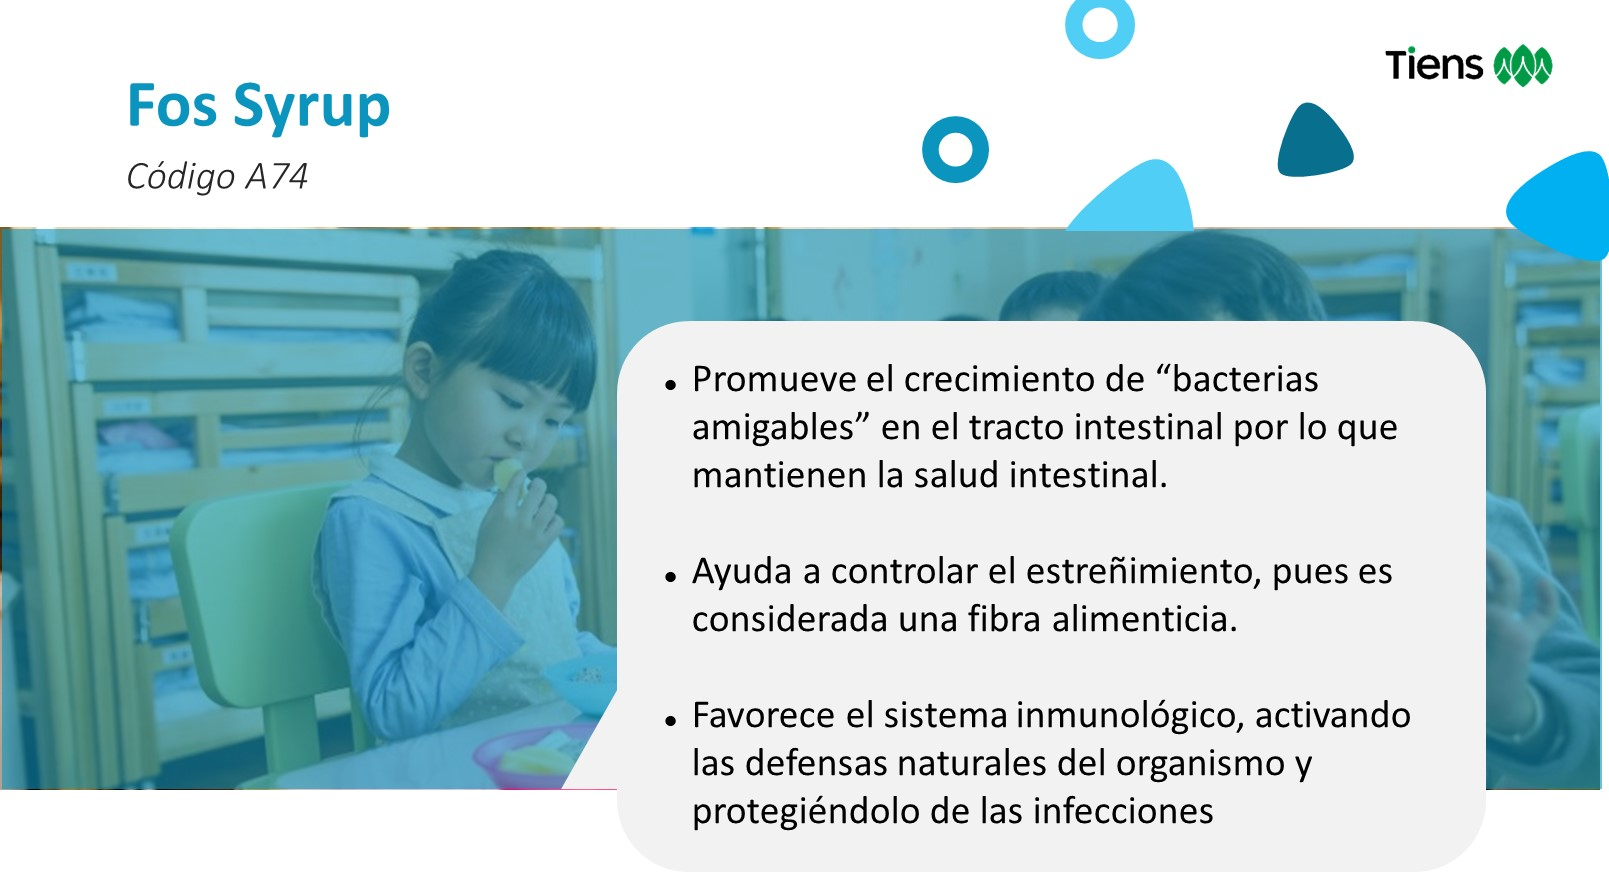 Tiens
Fos Syrup
Código A74
• Promueve el crecimiento de “bacterias
amigables” en el tracto intestinal por lo que
mantienen la salud intestinal.
• Ayuda a controlar el estreñimiento, pues es
considerada una fibra alimenticia.
• Favorece el sistema inmunológico, activando
las defensas naturales del organismo y
protegiéndolo de las infecciones